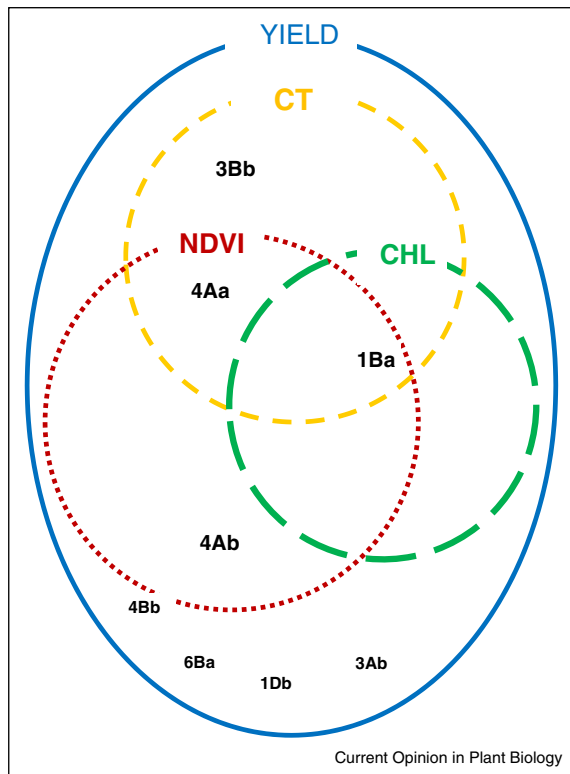 YIELD
CT
3Bb
NDVI
CHL
4Aa
1Ba
4Ab
4Bb
6Ba
1Db
3Ab
Current Opinion in Plant Biology